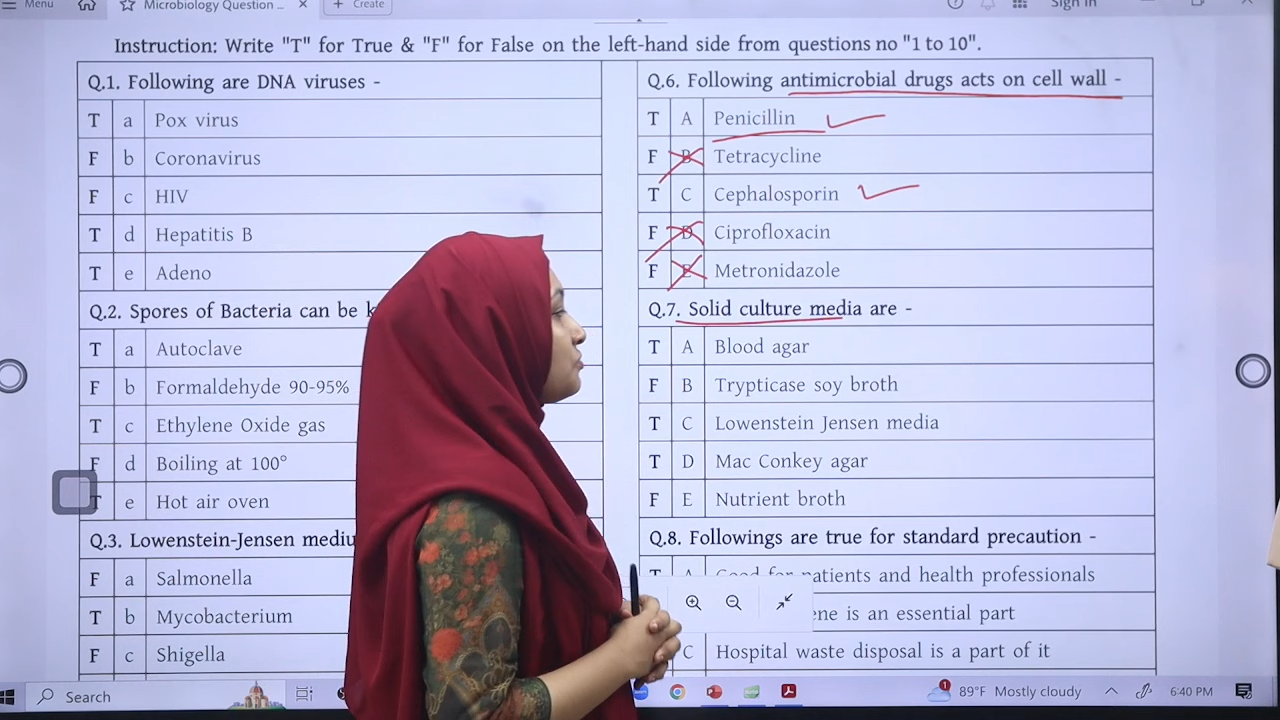 Menu
Microbiology Question ...
Create
Sign in
Instruction: Write "T" for True & "F" for False on the left-hand side from questions no "1 to 10".
Q.1. Following are DNA viruses -
T a Pox virus
F b Coronavirus
F c HIV
T d Hepatitis B
T e Adeno
Q.2. Spores of Bacteria can be
T a Autoclave
F b Formaldehyde 90-95%
T c Ethylene Oxide gas
F d Boiling at 100°
T e Hot air oven
Q.3. Lowenstein-Jensen
F a Salmonella
T b Mycobacterium
F c Shigella
Q.6. Following antimicrobial drugs acts on cell wall -
T A Penicillin
F B Tetracycline
T C Cephalosporin
F D Ciprofloxacin
F E Metronidazole
Q.7. Solid culture media are -
T A Blood agar
F B Trypticase soy broth
T C Lowenstein Jensen media
T D Mac Conkey agar
F E Nutrient broth
Q.8. Followings are true for standard precaution -
T A Good for patients and health professionals
is an essential part
C Hospital waste disposal is a part of it
Search
89°F Mostly cloudy
6:40 PM